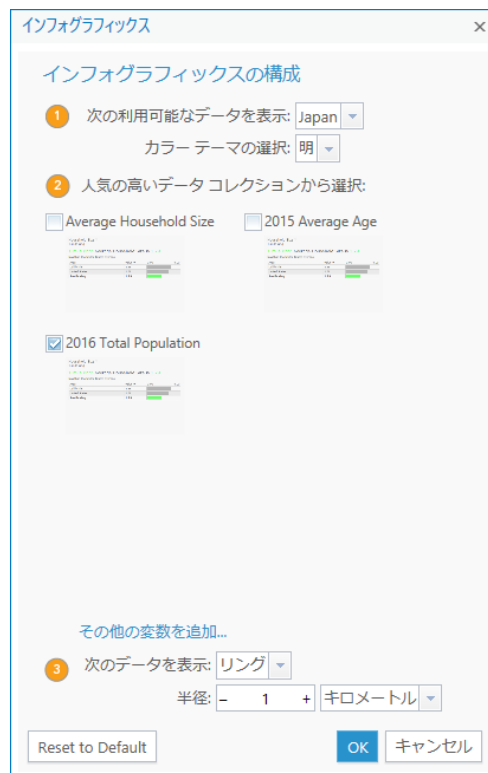 インフォグラフィックス ×
インフォグラフィックスの構成
1 次の利用可能なデータを表示: Japan
カラー テーマの選択: 明
2 人気の高いデータ コレクションから選択:
Average Household Size 2015 Average Age
2016 Total Population
その他の変数を追加...
3 次のデータを表示: リング
半径: – 1 + キロメートル
Reset to Default OK キャンセル